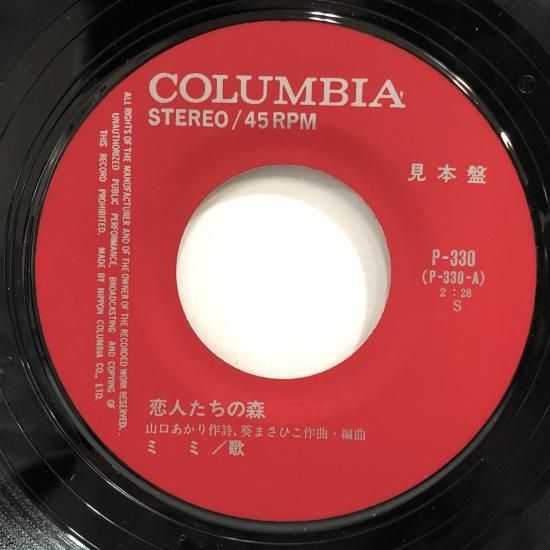 COLUMBIA
STEREO/45RPM
見本盤
P-330
(P-330-A)
2:28
S
ALL RIGHTS OF THE MANUFACTURER AND OF THE OWNER OF THE RECORDED WORK RESERVED.
UNAUTHORIZED PUBLIC PERFORMANCE, BROADCASTING AND COPYING OF
THIS RECORD PROHIBITED. MADE BY NIPPON COLUMBIA CO., LTD.
恋人たちの森
山口あかり作詩, 葵まさひこ作曲・編曲
ミミ/歌